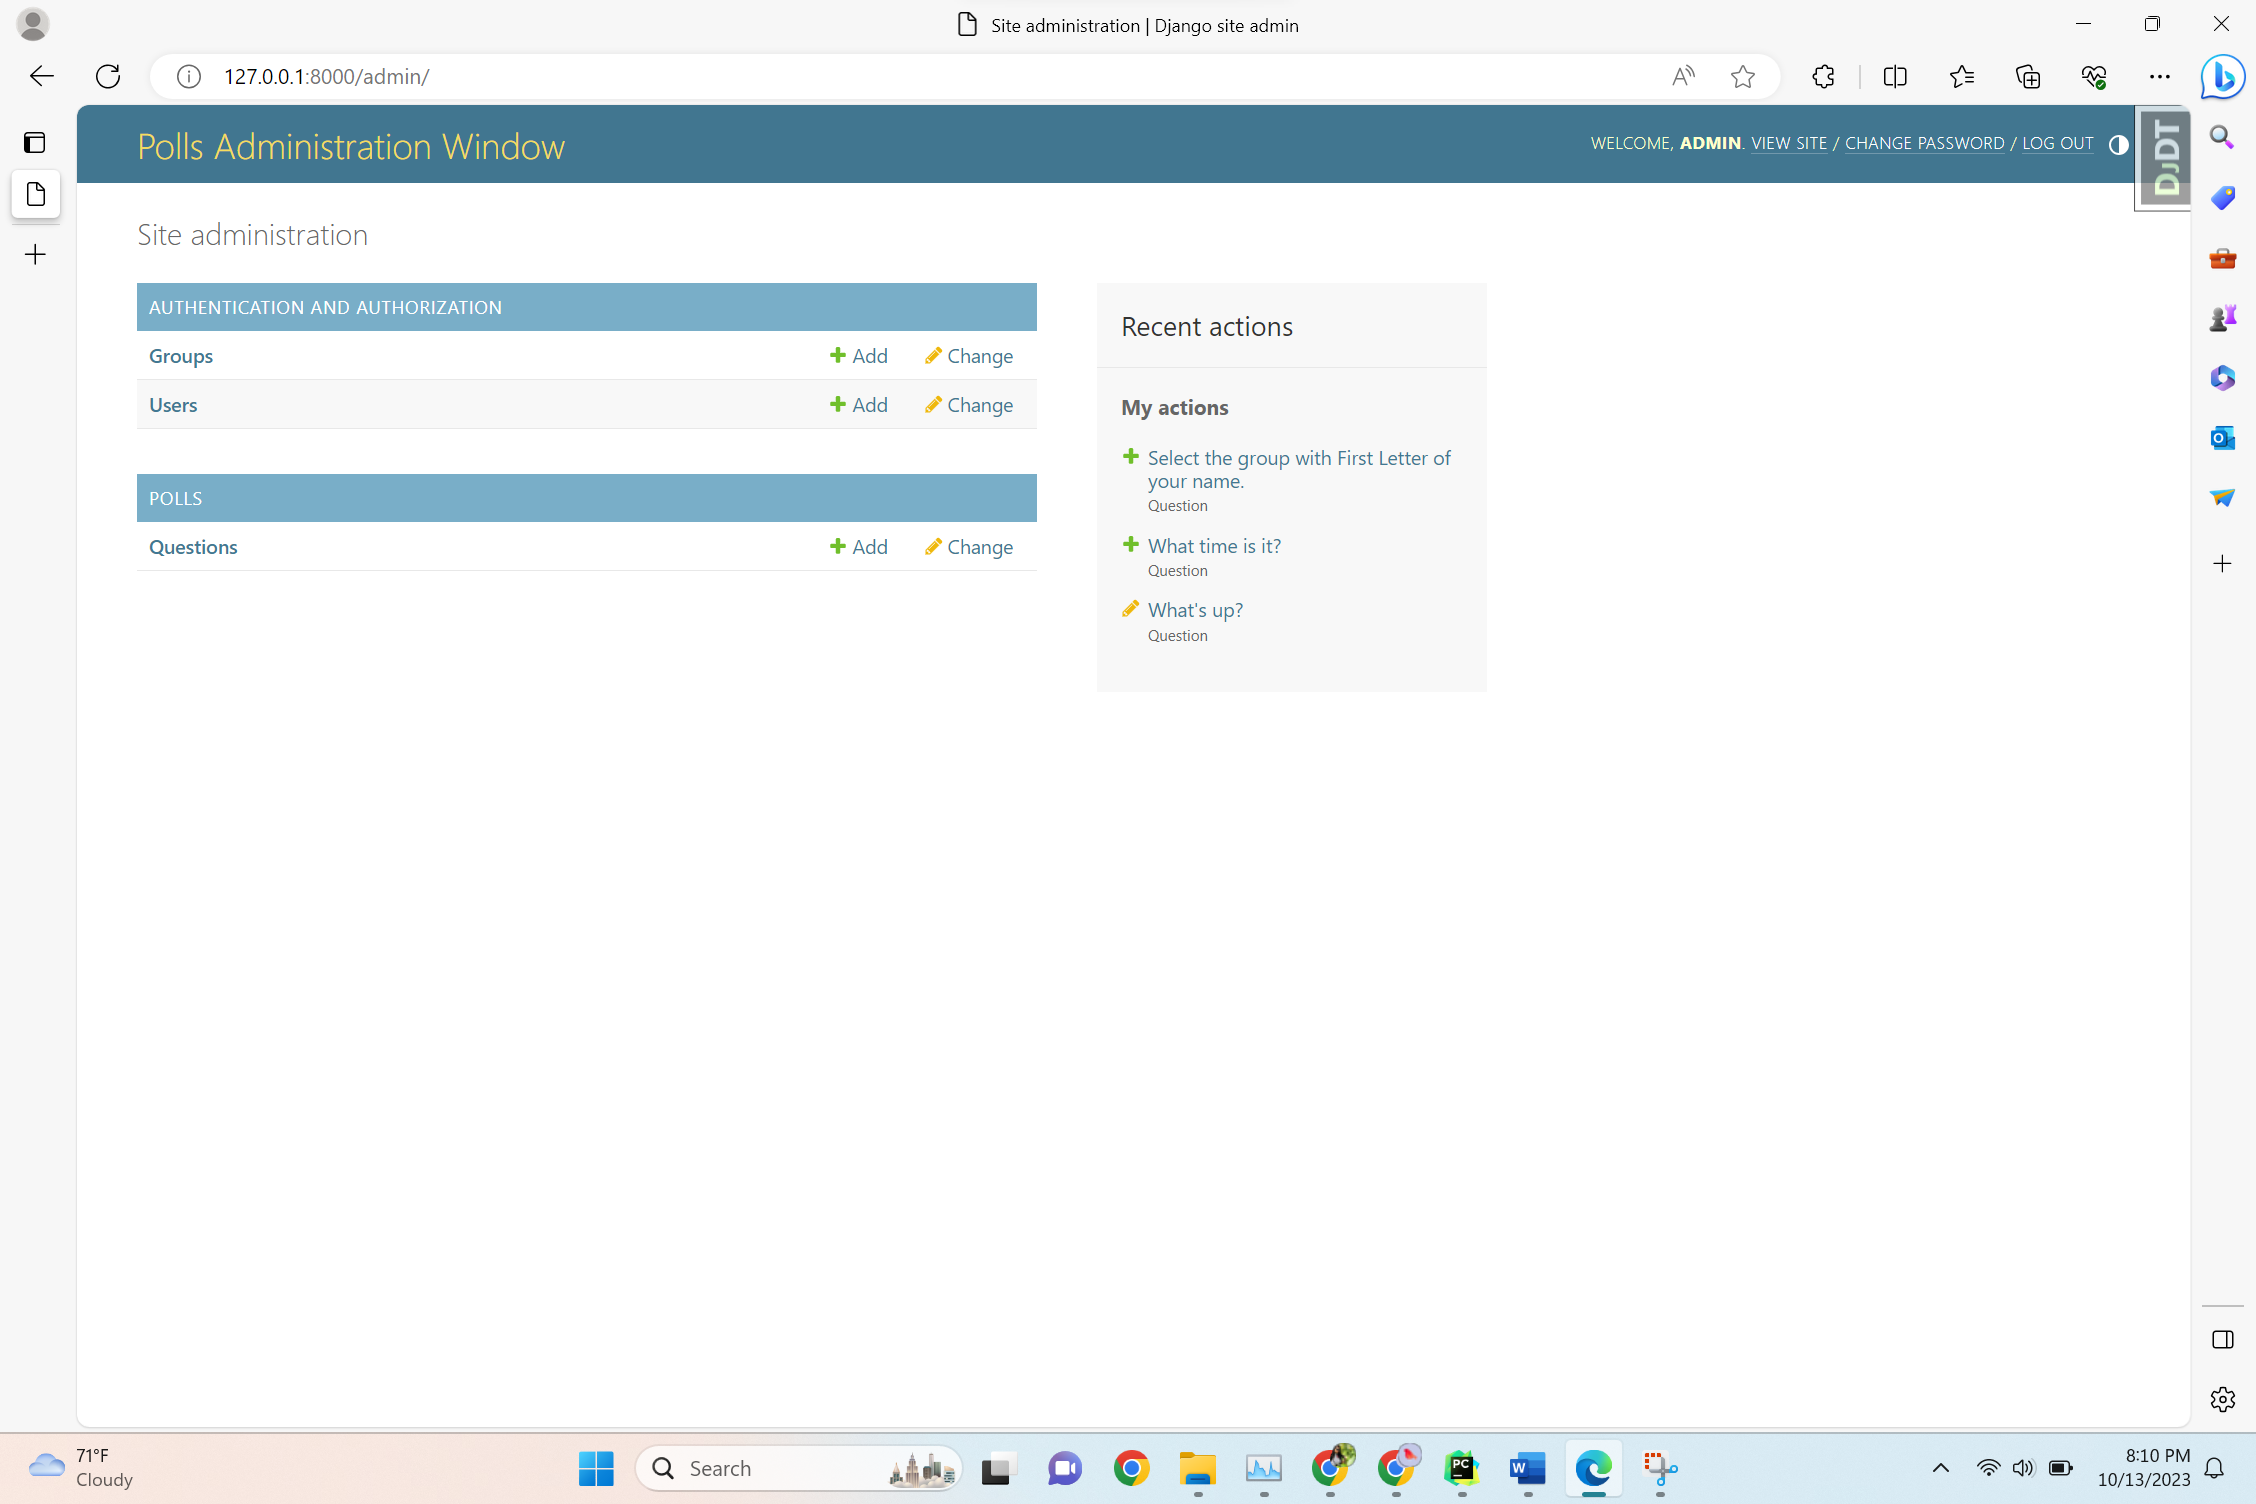 Site administration | Django site admin
127.0.0.1:8000/admin/
Polls Administration Window
WELCOME, ADMIN. VIEW SITE / CHANGE PASSWORD / LOG OUT
DJDT
Site administration
AUTHENTICATION AND AUTHORIZATION
Groups Add Change
Users Add Change
POLLS
Questions Add Change
Recent actions
My actions
Select the group with First Letter of
your name.
Question
What time is it?
Question
What's up?
Question
71°F
Cloudy
Search
8:10 PM
10/13/2023